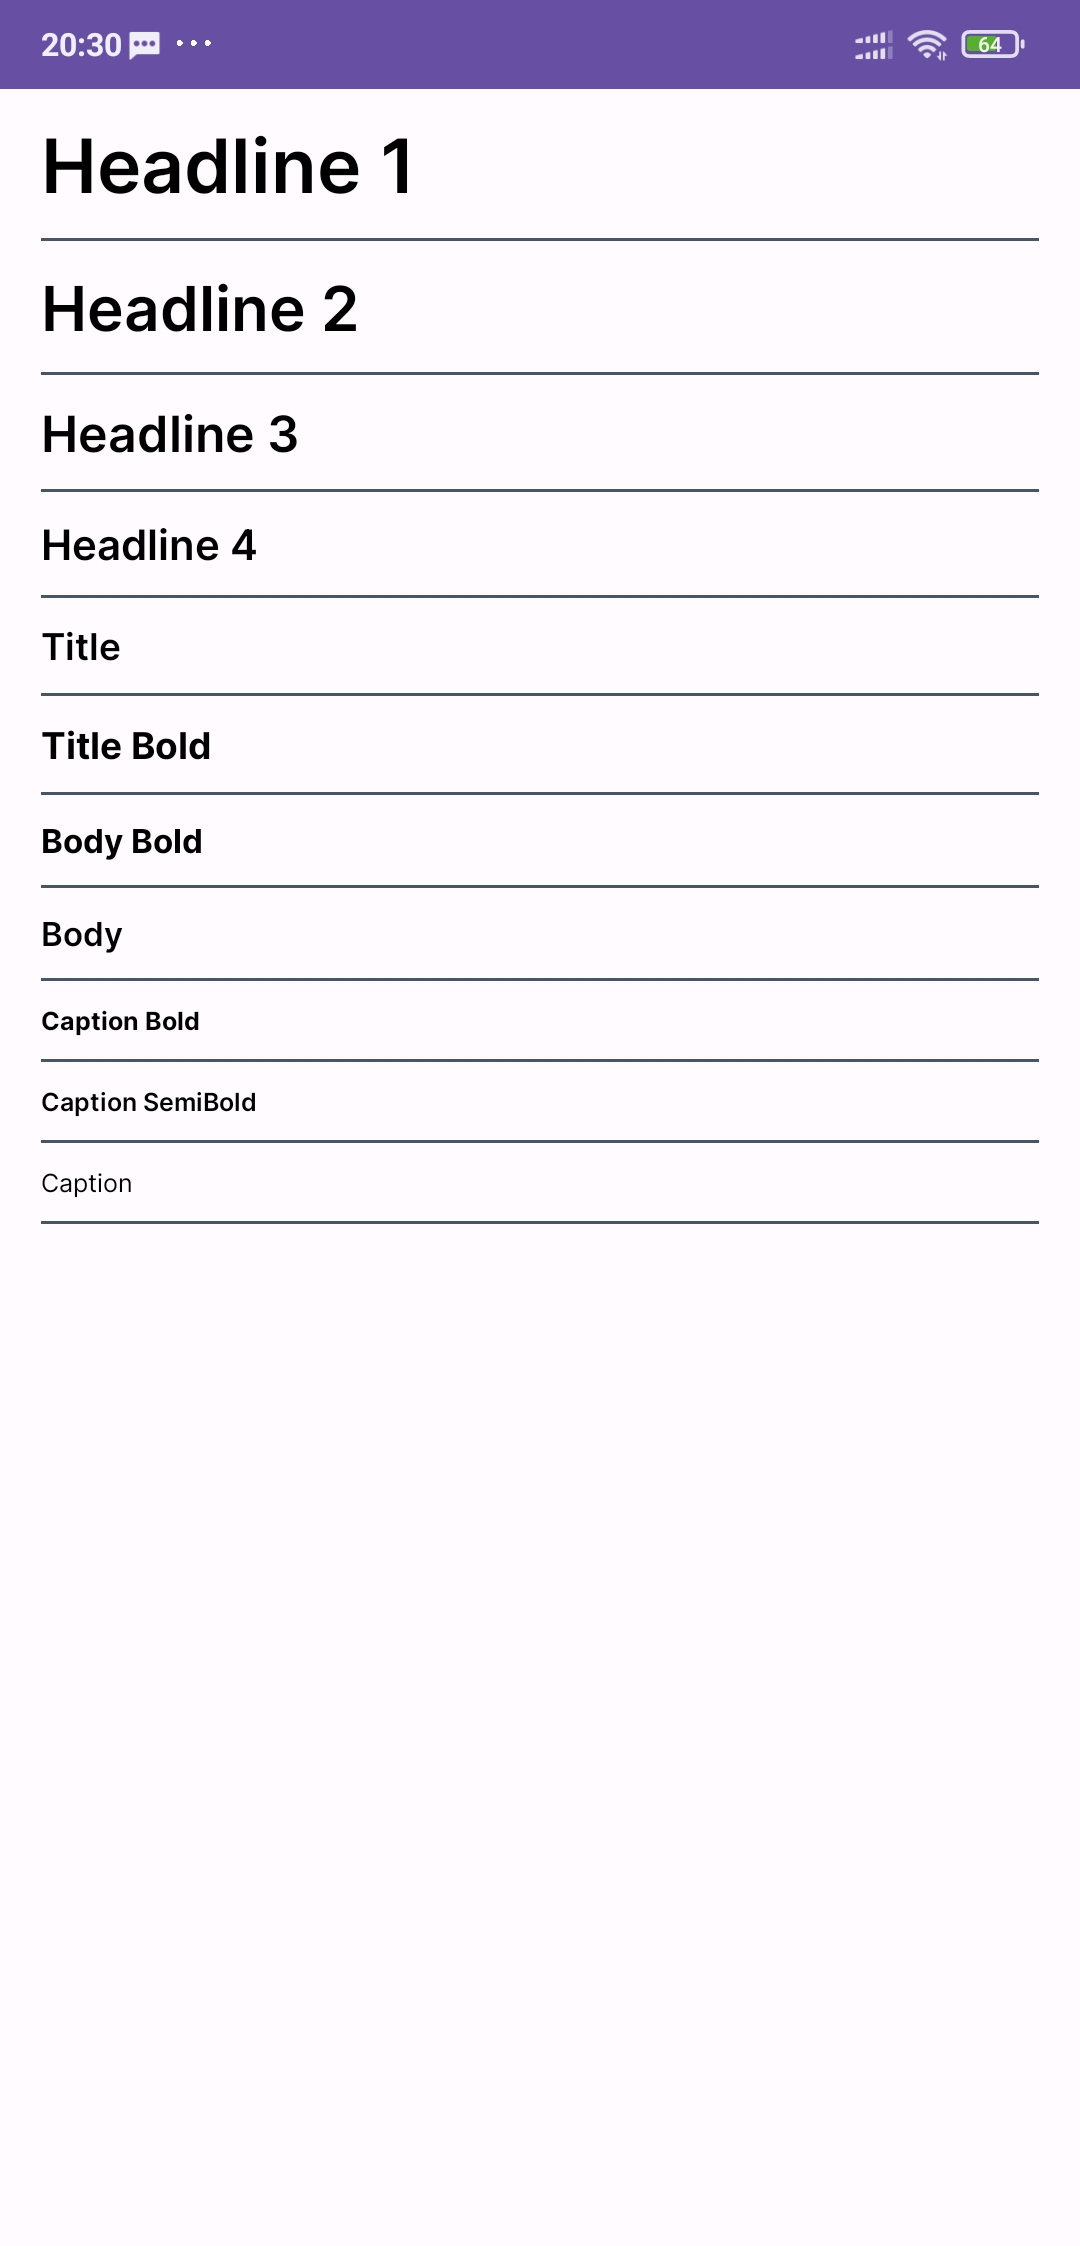 20:30
64
Headline 1
Headline 2
Headline 3
Headline 4
Title
Title Bold
Body Bold
Body
Caption Bold
Caption SemiBold
Caption